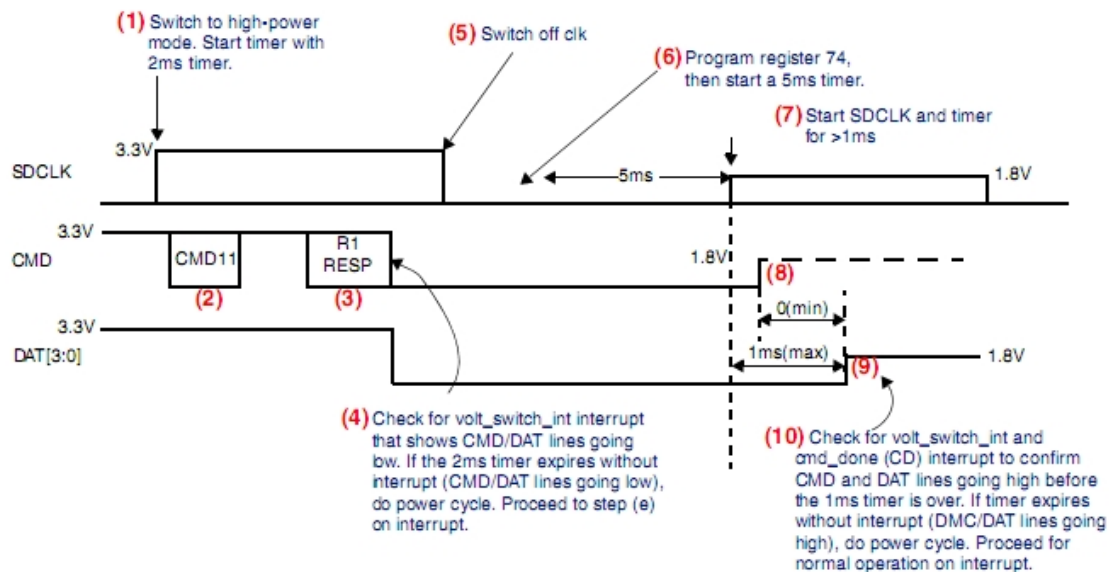 (1) Switch to high-power
mode. Start timer with
2ms timer.
(5) Switch off clk
(6) Program register 74,
then start a 5ms timer.
(7) Start SDCLK and timer
for >1ms
3.3V
SDCLK
5ms
1.8V
3.3V
CMD
CMD11
R1
RESP
1.8V
(8)
(2)
(3)
0(min)
3.3V
DAT[3:0]
1ms(max)
(9)
1.8V
(4) Check for volt_switch_int interrupt
that shows CMD/DAT lines going
low. If the 2ms timer expires without
interrupt (CMD/DAT lines going low),
do power cycle. Proceed to step (e)
on interrupt.
(10) Check for volt_switch_int and
cmd_done (CD) interrupt to confirm
CMD and DAT lines going high before
the 1ms timer is over. If timer expires
without interrupt (DMC/DAT lines going
high), do power cycle. Proceed for
normal operation on interrupt.